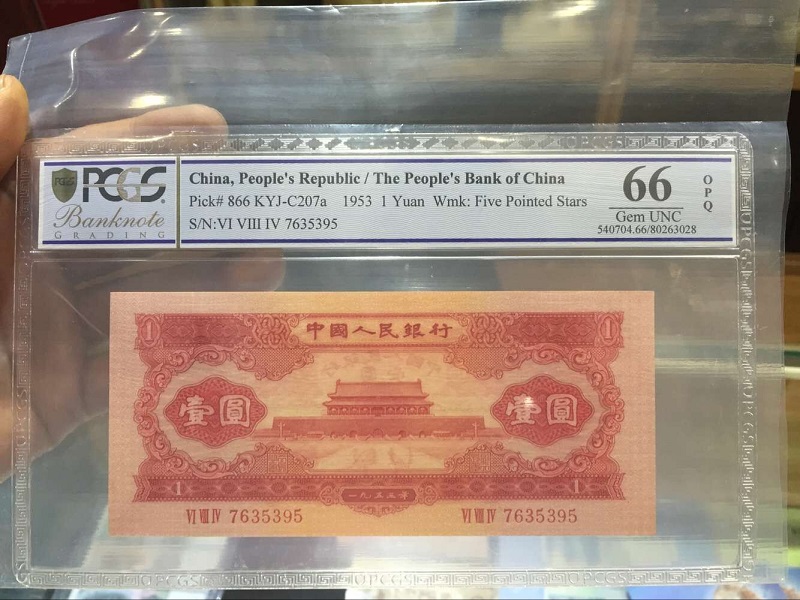 PCGS
Banknote
GRADING
China, People's Republic / The People's Bank of China
Pick# 866 KYJ-C207a 1953 1 Yuan Wmk: Five Pointed Stars
S/N:VI VIII IV 7635395
66
Gem UNC
540704.66/80263028
OPQ
1 中國人民銀行 1
壹圓 壹圓
1 一九五三年 1
VI VIII IV 7635395 VI VIII IV 7635395
UPCGS